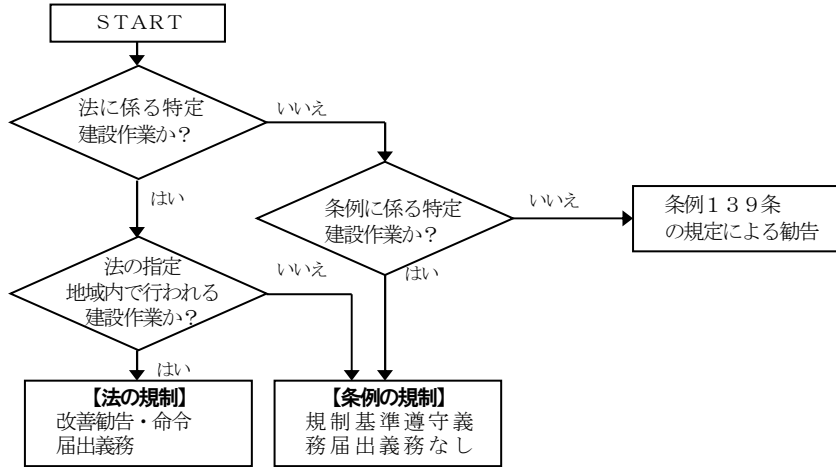 ＳＴＡＲＴ
法に係る特定
建設作業か？
いいえ
はい
条例に係る特定
建設作業か？
いいえ
条例１３９条
の規定による勧告
はい
法の指定
地域内で行われる
建設作業か？
いいえ
はい
【法の規制】
改善勧告・命令
届出義務
【条例の規制】
規制基準遵守義
務届出義務なし